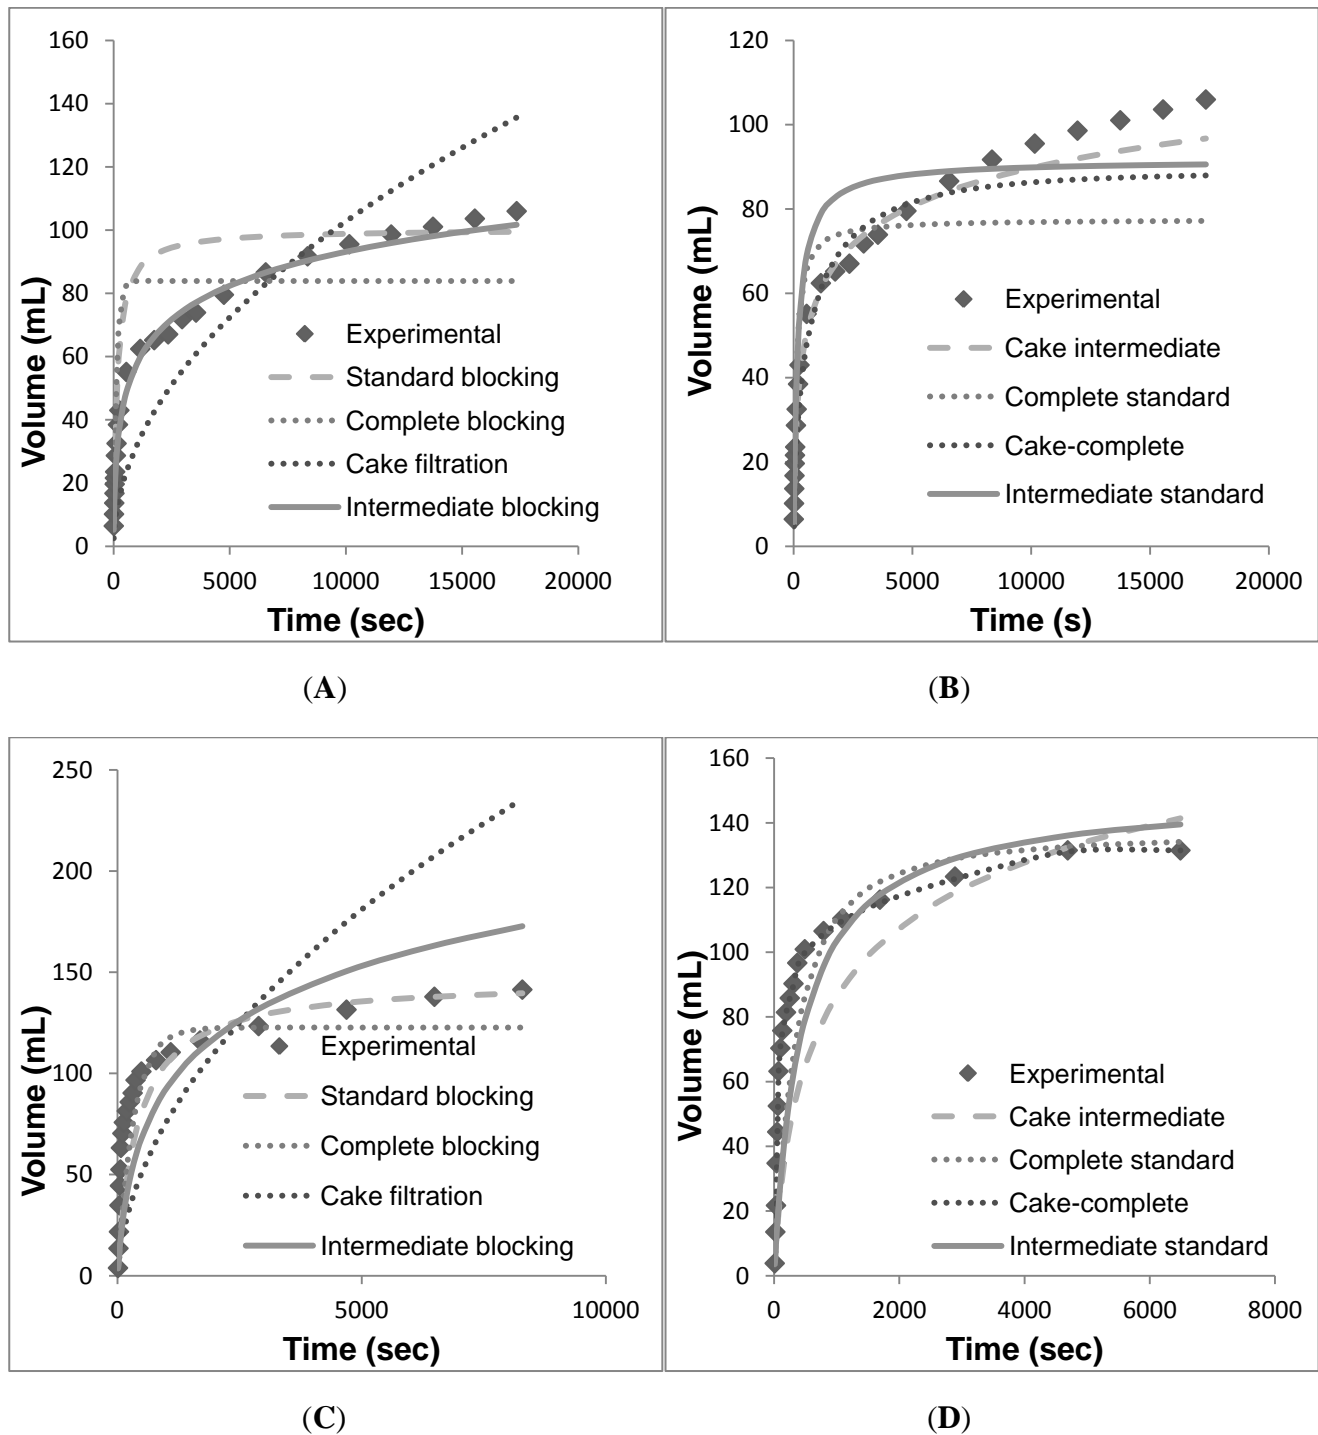 160
140
120
100
80
60
40
20
0
Volume (mL)
Experimental
Standard blocking
Complete blocking
Cake filtration
Intermediate blocking
0 5000 10000 15000 20000
Time (sec)
(A)
120
100
80
60
40
20
0
Volume (mL)
Experimental
Cake intermediate
Complete standard
Cake-complete
Intermediate standard
0 5000 10000 15000 20000
Time (s)
(B)
250
200
150
100
50
0
Volume (mL)
Experimental
Standard blocking
Complete blocking
Cake filtration
Intermediate blocking
0 5000 10000
Time (sec)
(C)
160
140
120
100
80
60
40
20
0
Volume (mL)
Experimental
Cake intermediate
Complete standard
Cake-complete
Intermediate standard
0 2000 4000 6000 8000
Time (sec)
(D)